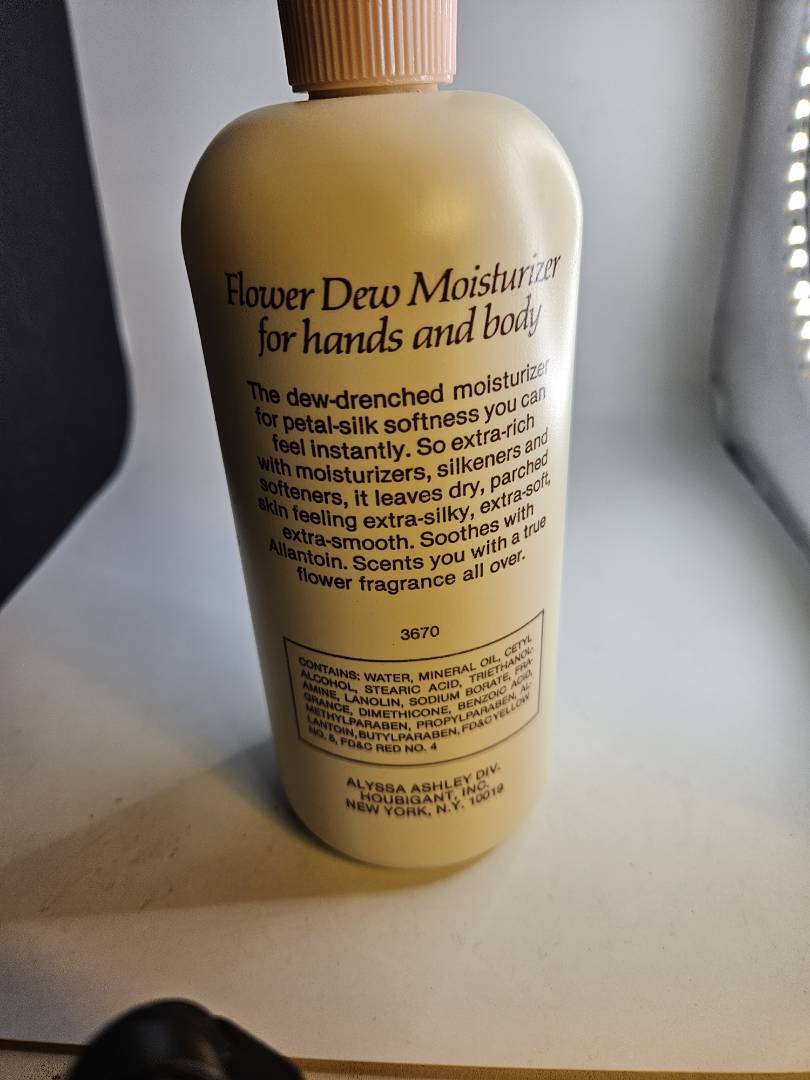 Flower Dew Moisturizer
for hands and body
The dew-drenched moisturizer
for petal-silk softness you can
feel instantly. So extra-rich
with moisturizers, silkeners and
softeners, it leaves dry, parched
skin feeling extra-silky, extra-soft,
extra-smooth. Soothes with
Allantoin. Scents you with a true
flower fragrance all over.
3670
CONTAINS: WATER, MINERAL OIL, CETYL
ALCOHOL, STEARIC ACID, TRIETHANOL-
AMINE, LANOLIN, SODIUM BORATE, FRA-
GRANCE, DIMETHICONE, BENZOIC ACID,
METHYLPARABEN, PROPYLPARABEN, AL-
LANTOIN, BUTYLPARABEN, FD&C YELLOW
NO. 5, FD&C RED NO. 4
ALYSSA ASHLEY DIV.
HOUBIGANT, INC.
NEW YORK, N.Y. 10019